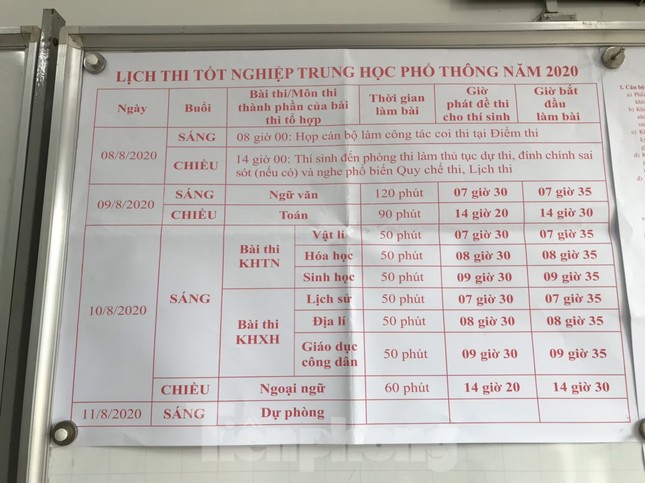 LỊCH THI TỐT NGHIỆP TRUNG HỌC PHỔ THÔNG NĂM 2020
Ngày Buổi Bài thi/Môn thi thành phần của bài thi tổ hợp Thời gian làm bài Giờ phát đề thi cho thí sinh Giờ bắt đầu làm bài
08/8/2020 SÁNG 08 giờ 00: Họp cán bộ làm công tác coi thi tại Điểm thi
CHIỀU 14 giờ 00: Thí sinh đến phòng thi làm thủ tục dự thi, đính chính sai
sót (nếu có) và nghe phổ biến Quy chế thi, Lịch thi
09/8/2020 SÁNG Ngữ văn 120 phút 07 giờ 30 07 giờ 35
CHIỀU Toán 90 phút 14 giờ 20 14 giờ 30
10/8/2020 SÁNG Bài thi KHTN Vật lí 50 phút 07 giờ 30 07 giờ 35
Hóa học 50 phút 08 giờ 30 08 giờ 35
Sinh học 50 phút 09 giờ 30 09 giờ 35
Bài thi KHXH Lịch sử 50 phút 07 giờ 30 07 giờ 35
Địa lí 50 phút 08 giờ 30 08 giờ 35
Giáo dục công dân 50 phút 09 giờ 30 09 giờ 35
CHIỀU Ngoại ngữ 60 phút 14 giờ 20 14 giờ 30
11/8/2020 SÁNG Dự phòng
tiền phong